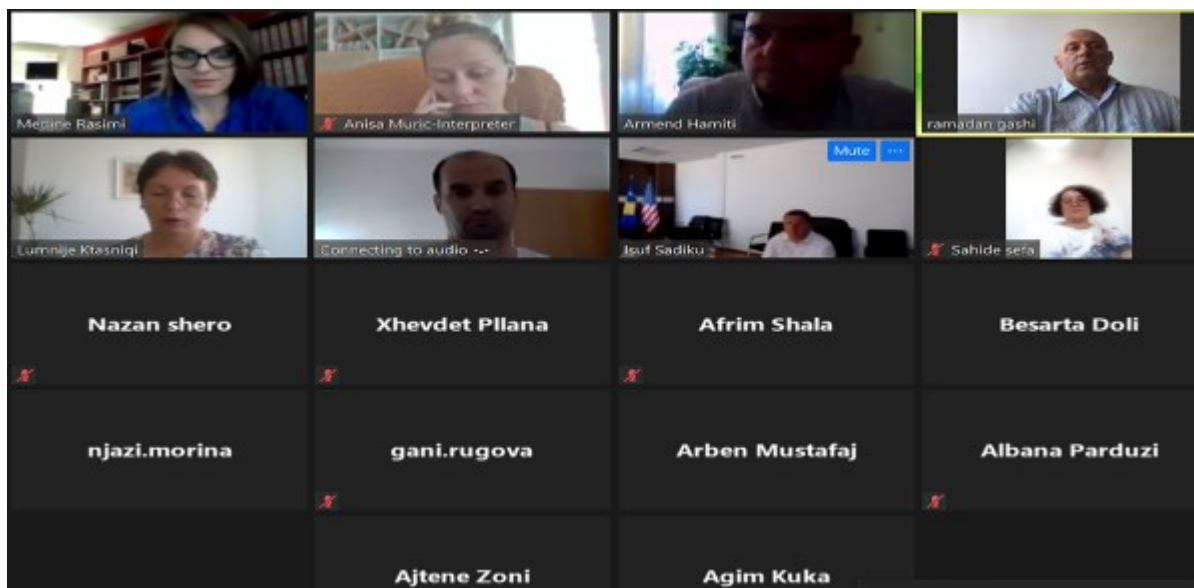 Medine Rasimi
Anisa Muric-Interpreter
Armend Hamiti
ramadan gashi
Lumnije Ktasniqi
Connecting to audio
Mute
Isuf Sadiku
Sahide sefa
Nazan shero
Xhevdet Pllana
Afrim Shala
Besarta Doli
njazi.morina
gani.rugova
Arben Mustafaj
Albana Parduzi
Ajtene Zoni
Agim Kuka